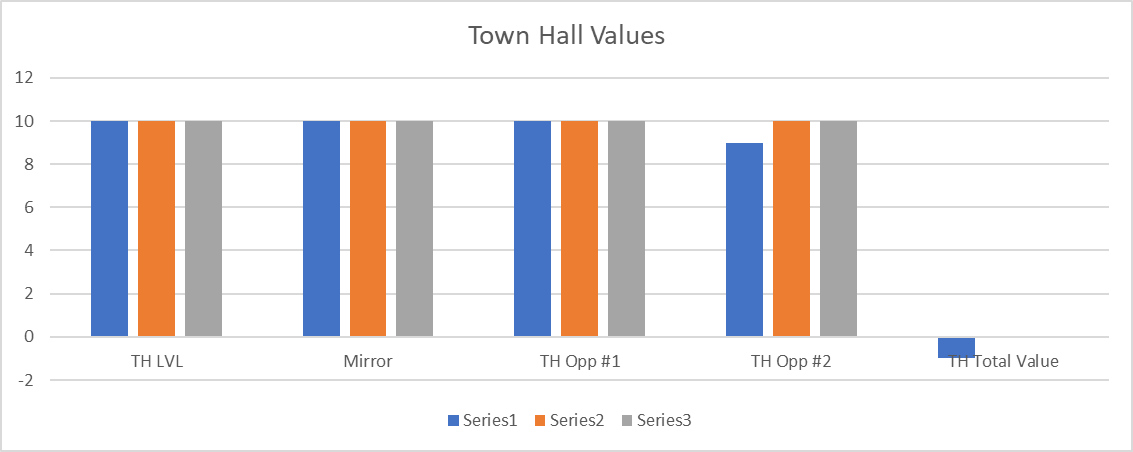 Town Hall Values
12
10
8
6
4
2
0
-2
TH LVL Mirror TH Opp #1 TH Opp #2 TH Total Value
Series1 Series2 Series3